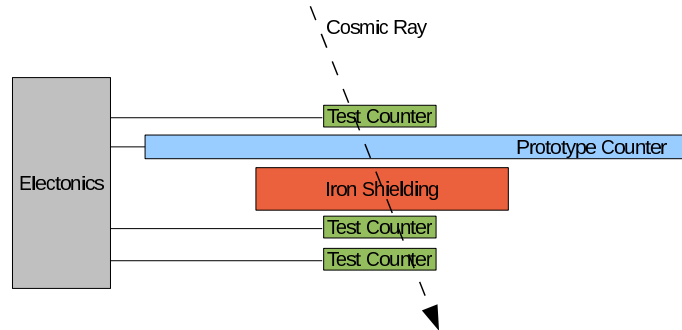 Cosmic Ray
Test Counter
Prototype Counter
Electonics
Iron Shielding
Test Counter
Test Counter